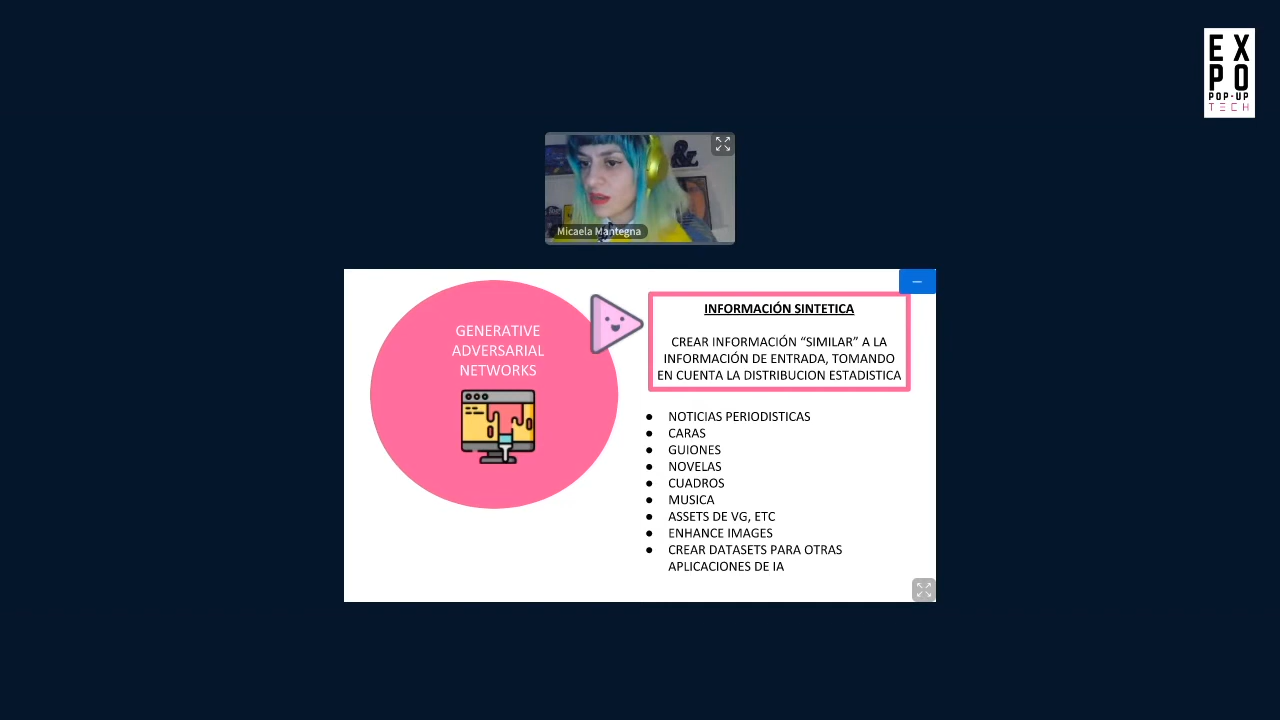 EX
PO
POP-UP
TECH
&
Micaela Mantegna
GENERATIVE
ADVERSARIAL
NETWORKS
INFORMACIÓN SINTETICA
CREAR INFORMACIÓN “SIMILAR” A LA
INFORMACIÓN DE ENTRADA, TOMANDO
EN CUENTA LA DISTRIBUCION ESTADISTICA
● NOTICIAS PERIODISTICAS
● CARAS
● GUIONES
● NOVELAS
● CUADROS
● MUSICA
● ASSETS DE VG, ETC
● ENHANCE IMAGES
● CREAR DATASETS PARA OTRAS
APLICACIONES DE IA